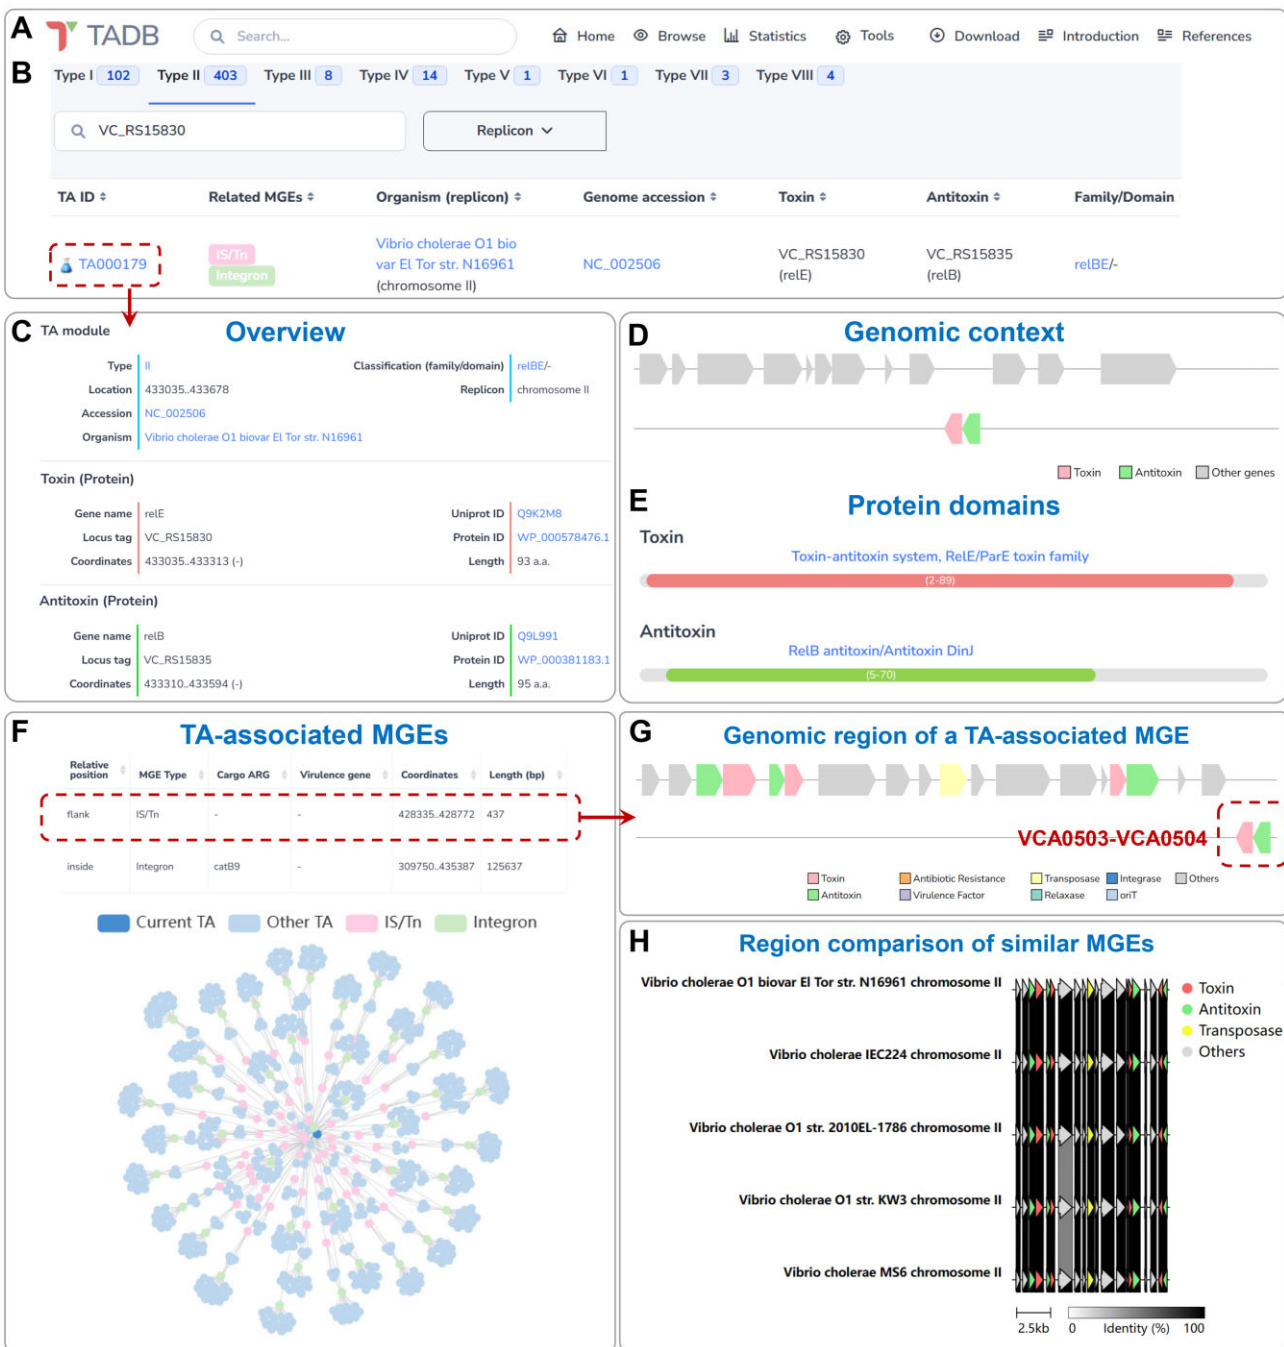 A TADB Search... Home Browse Statistics Tools Download Introduction References
B Type I 102 Type II 403 Type III 8 Type IV 14 Type V 1 Type VI 1 Type VII 3 Type VIII 4
VC_RS15830 Replicon
TA ID Related MGEs Organism (replicon) Genome accession Toxin Antitoxin Family/Domain
TA000179 IS/Tn Integron Vibrio cholerae O1 bio var El Tor str. N16961 (chromosome II) NC_002506 VC_RS15830 (relE) VC_RS15835 (relB) relBE/-
C Overview
TA module
Type II Classification (family/domain) relBE/-
Location 433035..433678 Replicon chromosome II
Accession NC_002506
Organism Vibrio cholerae O1 biovar El Tor str. N16961
Toxin (Protein)
Gene name relE Uniprot ID Q9K2M8
Locus tag VC_RS15830 Protein ID WP_000578476.1
Coordinates 433035..433313 (-) Length 93 a.a.
Antitoxin (Protein)
Gene name relB Uniprot ID Q9L991
Locus tag VC_RS15835 Protein ID WP_000381183.1
Coordinates 433310..433594 (-) Length 95 a.a.
D Genomic context
Toxin Antitoxin Other genes
E Protein domains
Toxin
Toxin-antitoxin system, RelE/ParE toxin family
(2-89)
Antitoxin
RelB antitoxin/Antitoxin DinJ
(5-70)
F TA-associated MGEs
Relative position MGE Type Cargo ARG Virulence gene Coordinates Length (bp)
flank IS/Tn - - 428335..428772 437
inside Integron catB9 - 309750..435387 125637
Current TA Other TA IS/Tn Integron
G Genomic region of a TA-associated MGE
VCA0503-VCA0504
Toxin Antibiotic Resistance Transposase Integrase Others
Antitoxin Virulence Factor Relaxase oriT
H Region comparison of similar MGEs
Vibrio cholerae O1 biovar El Tor str. N16961 chromosome II
Vibrio cholerae IEC224 chromosome II
Vibrio cholerae O1 str. 2010EL-1786 chromosome II
Vibrio cholerae O1 str. KW3 chromosome II
Vibrio cholerae MS6 chromosome II
Toxin
Antitoxin
Transposase
Others
2.5kb 0 Identity (%) 100